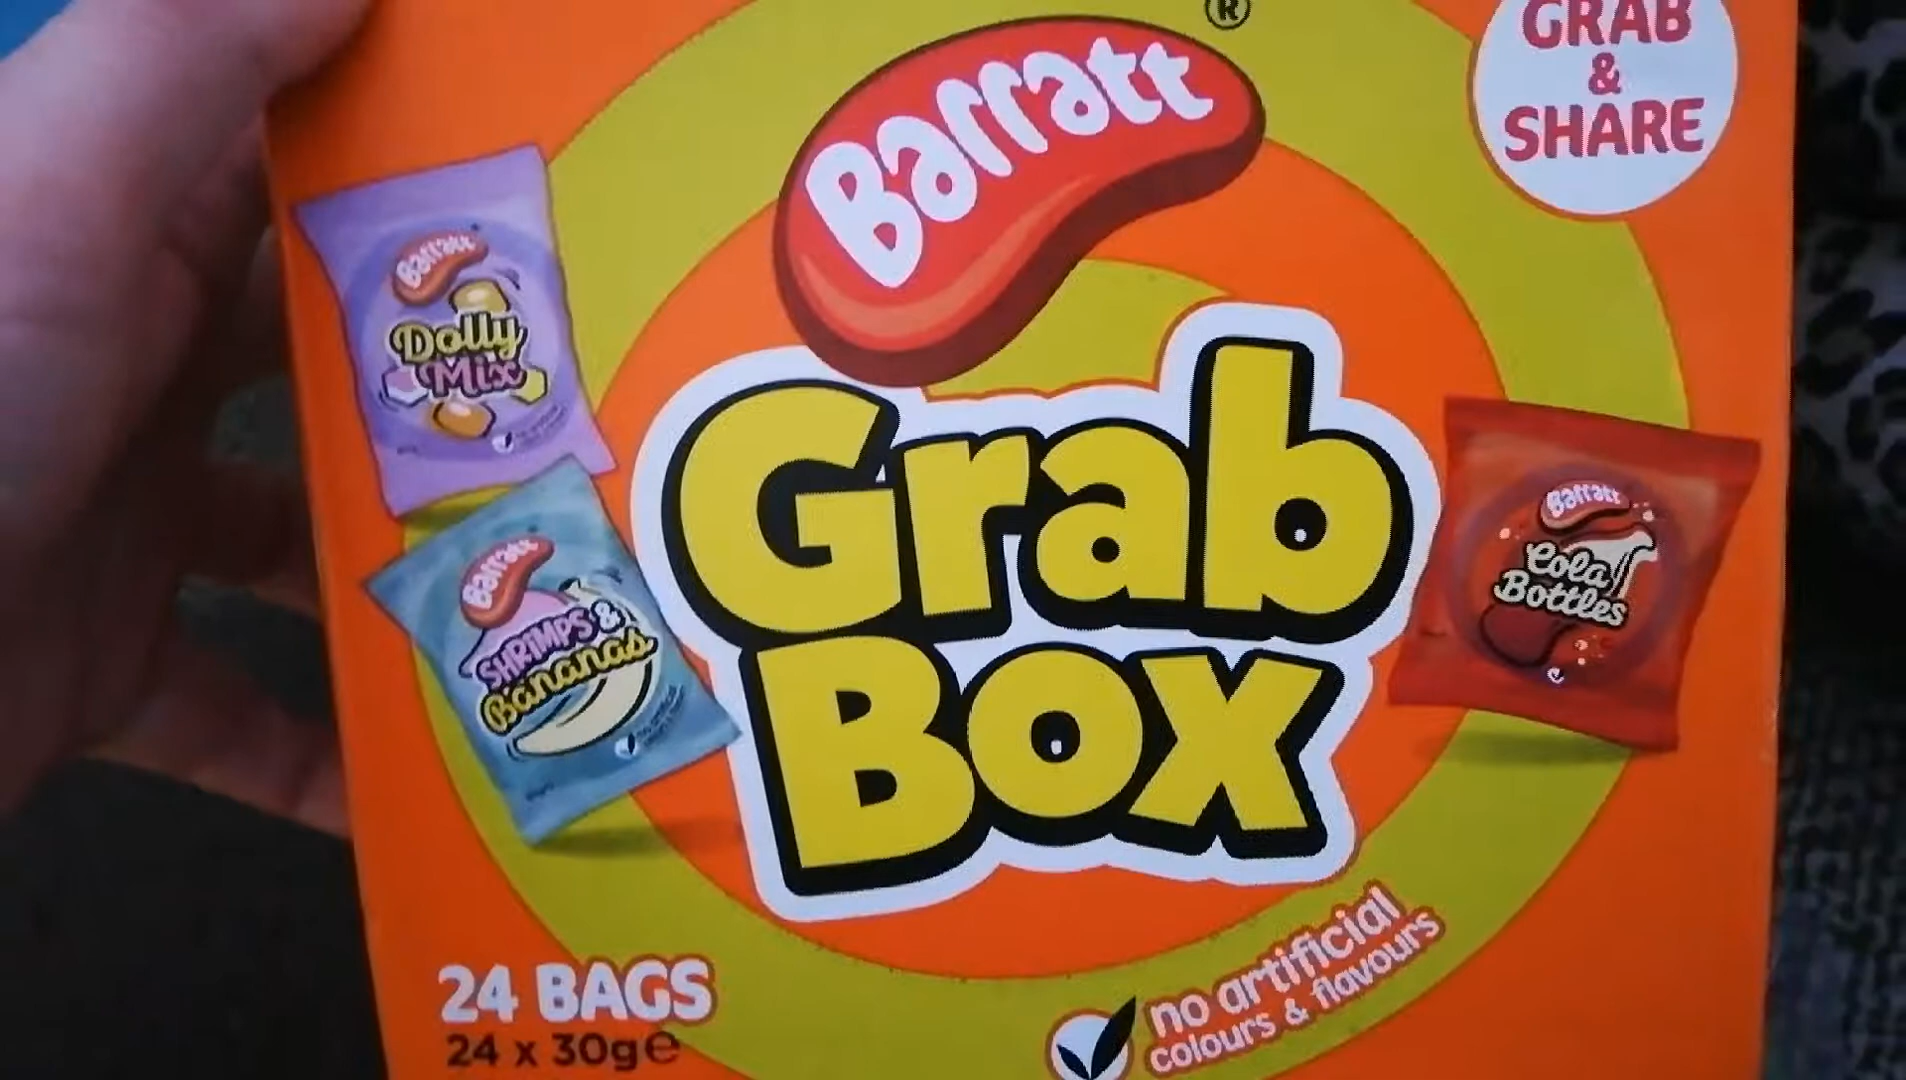 ®
Barratt
GRAB
&
SHARE
Barratt
Dolly
Mix
Grab
Box
Barratt
SHRIMPS &
Bananas
Barratt
Cola
Bottles
24 BAGS
24 x 30g℮
no artificial
colours & flavours